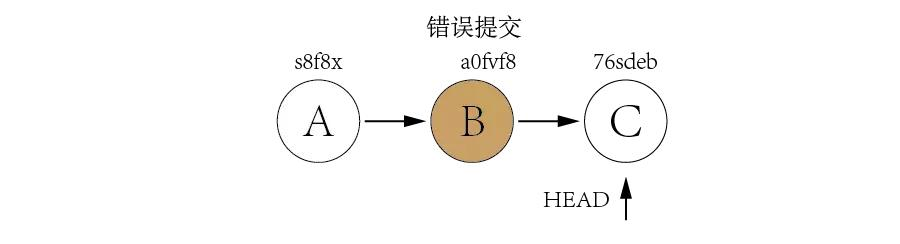 错误提交
s8f8x a0fvf8 76sdeb
A B C
HEAD